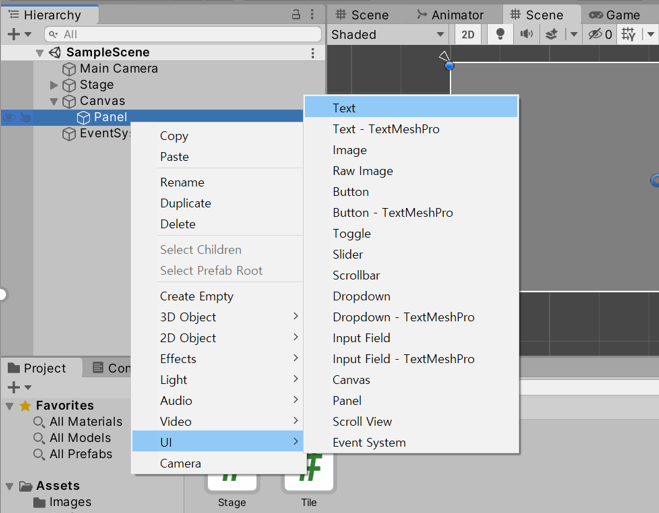 Hierarchy
Scene
Animator
Scene
Game
All
Shaded
2D
0
SampleScene
Main Camera
Stage
Canvas
Panel
EventSys
Copy
Paste
Rename
Duplicate
Delete
Select Children
Select Prefab Root
Create Empty
3D Object
2D Object
Effects
Light
Audio
Video
UI
Camera
Text
Text - TextMeshPro
Image
Raw Image
Button
Button - TextMeshPro
Toggle
Slider
Scrollbar
Dropdown
Dropdown - TextMeshPro
Input Field
Input Field - TextMeshPro
Canvas
Panel
Scroll View
Event System
Project
Con
Favorites
All Materials
All Models
All Prefabs
Assets
Images
Stage
Tile